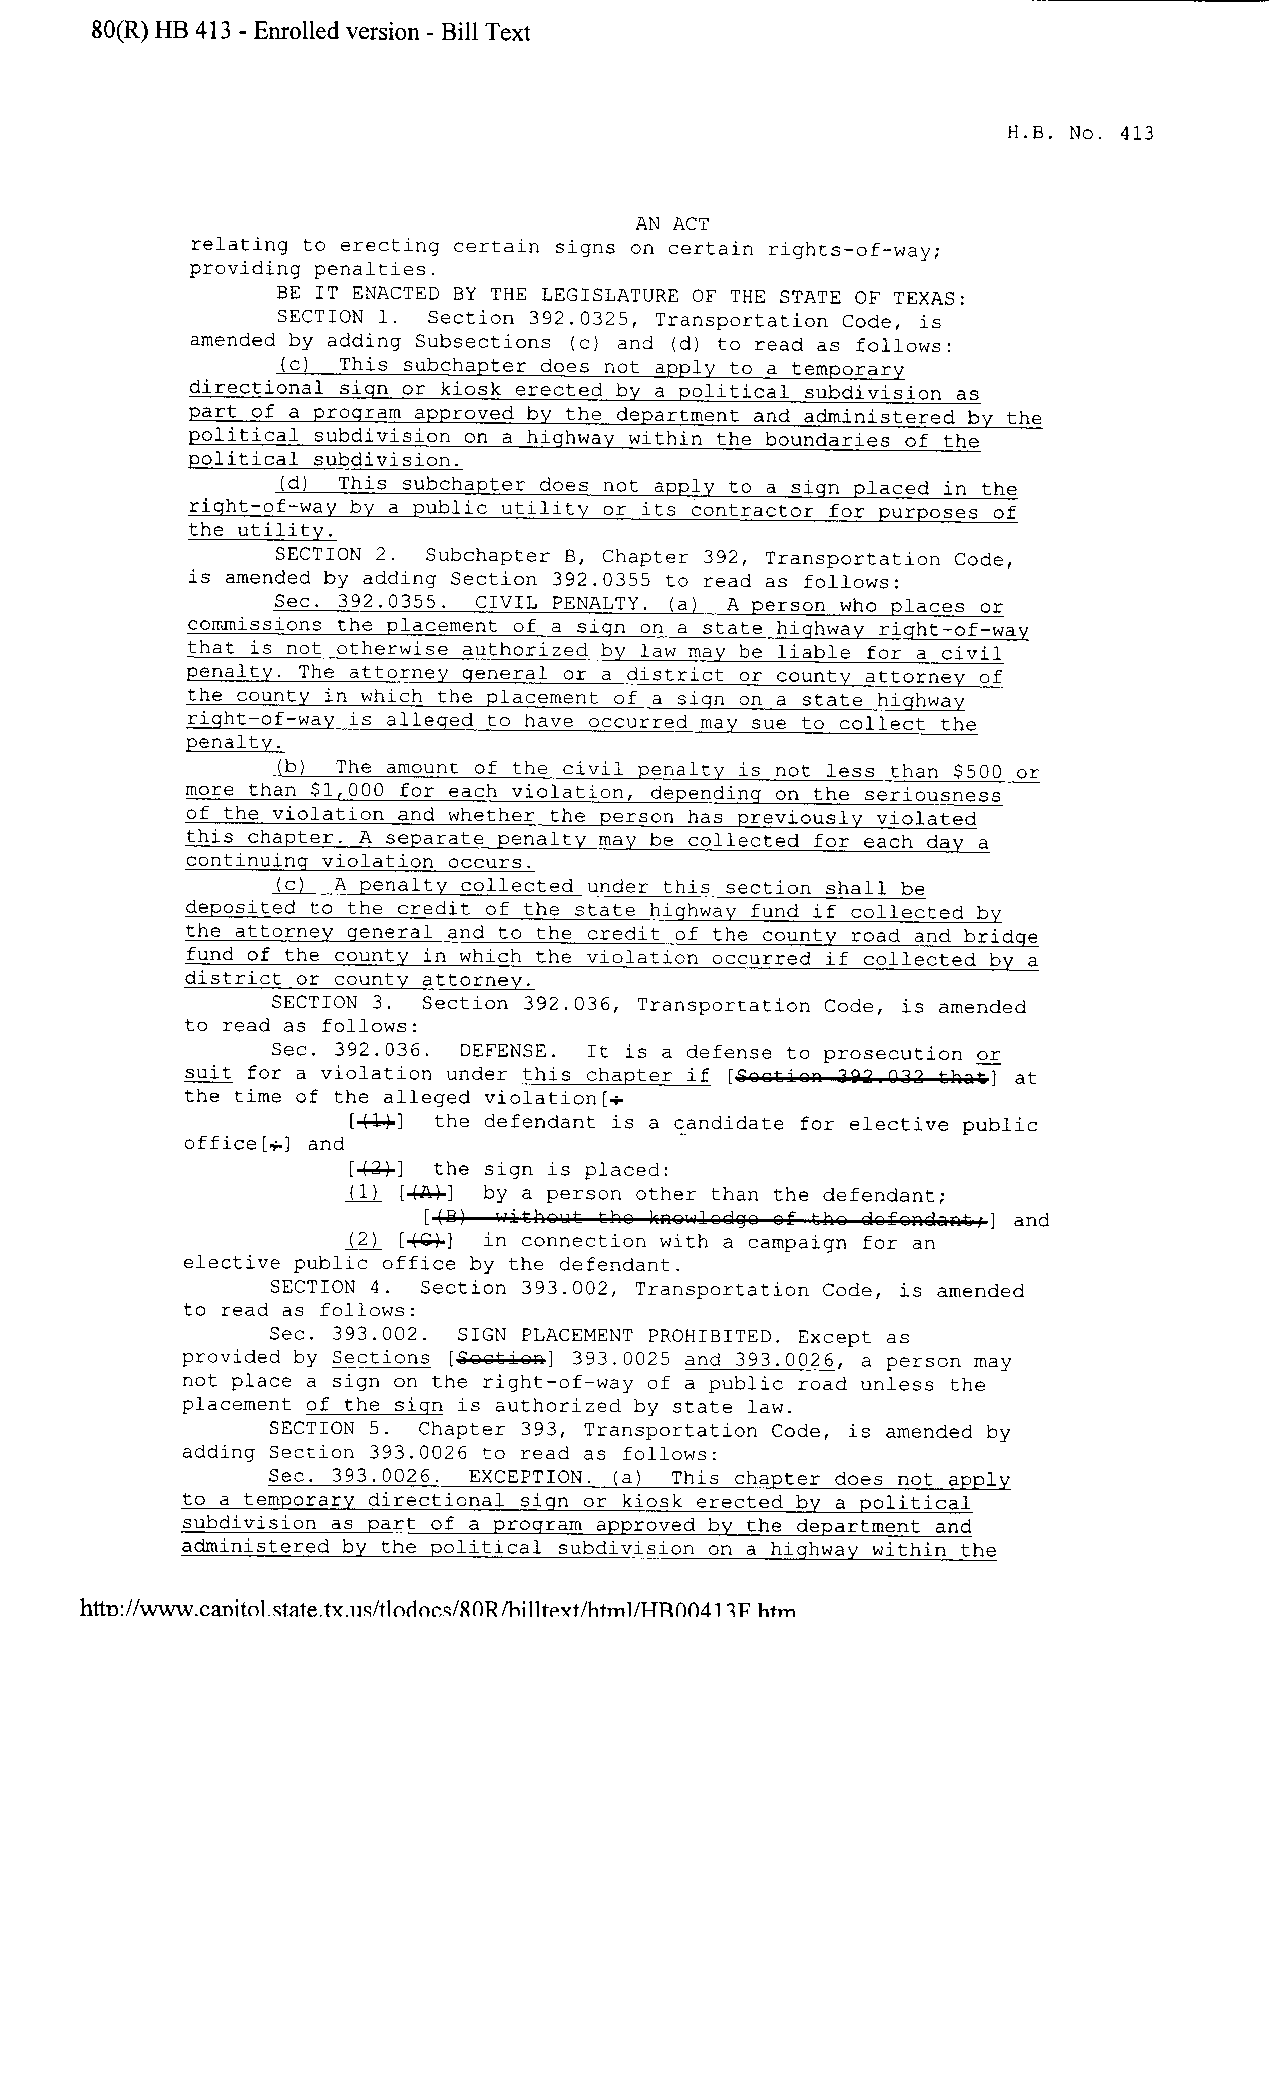 80(R) HB 413 - Enrolled version - Bill Text
H.B. No. 413
AN ACT
relating to erecting certain signs on certain rights-of-way;
providing penalties.
BE IT ENACTED BY THE LEGISLATURE OF THE STATE OF TEXAS:
SECTION 1. Section 392.0325, Transportation Code, is
amended by adding Subsections (c) and (d) to read as follows:
(c) This subchapter does not apply to a temporary
directional sign or kiosk erected by a political subdivision as
part of a program approved by the department and administered by the
political subdivision on a highway within the boundaries of the
political subdivision.
(d) This subchapter does not apply to a sign placed in the
right-of-way by a public utility or its contractor for purposes of
the utility.
SECTION 2. Subchapter B, Chapter 392, Transportation Code,
is amended by adding Section 392.0355 to read as follows:
Sec. 392.0355. CIVIL PENALTY. (a) A person who places or
commissions the placement of a sign on a state highway right-of-way
that is not otherwise authorized by law may be liable for a civil
penalty. The attorney general or a district or county attorney of
the county in which the placement of a sign on a state highway
right-of-way is alleged to have occurred may sue to collect the
penalty.
(b) The amount of the civil penalty is not less than $500 or
more than $1,000 for each violation, depending on the seriousness
of the violation and whether the person has previously violated
this chapter. A separate penalty may be collected for each day a
continuing violation occurs.
(c) A penalty collected under this section shall be
deposited to the credit of the state highway fund if collected by
the attorney general and to the credit of the county road and bridge
fund of the county in which the violation occurred if collected by a
district or county attorney.
SECTION 3. Section 392.036, Transportation Code, is amended
to read as follows:
Sec. 392.036. DEFENSE. It is a defense to prosecution or
suit for a violation under this chapter if [Section 392.032 that] at
the time of the alleged violation[:
[(1)] the defendant is a candidate for elective public
office[;] and
[(2)] the sign is placed:
(1) [(A)] by a person other than the defendant;
[(B) without the knowledge of the defendant;] and
(2) [(C)] in connection with a campaign for an
elective public office by the defendant.
SECTION 4. Section 393.002, Transportation Code, is amended
to read as follows:
Sec. 393.002. SIGN PLACEMENT PROHIBITED. Except as
provided by Sections [Section] 393.0025 and 393.0026, a person may
not place a sign on the right-of-way of a public road unless the
placement of the sign is authorized by state law.
SECTION 5. Chapter 393, Transportation Code, is amended by
adding Section 393.0026 to read as follows:
Sec. 393.0026. EXCEPTION. (a) This chapter does not apply
to a temporary directional sign or kiosk erected by a political
subdivision as part of a program approved by the department and
administered by the political subdivision on a highway within the
http://www.capitol.state.tx.us/tlodocs/80R/billtext/html/HB00413F.htm